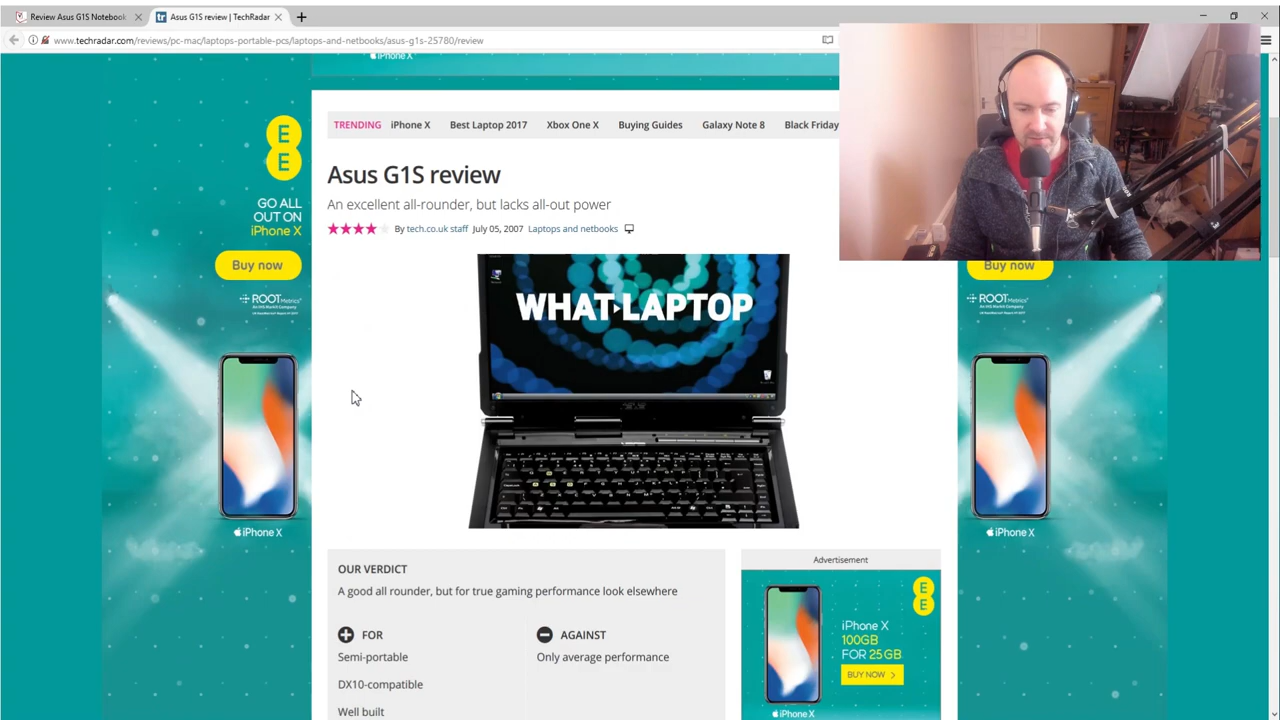 Review Asus G1S Notebook
Asus G1S review | TechRadar
www.techradar.com/reviews/pc-mac/laptops-portable-pcs/laptops-and-netbooks/asus-g1s-25780/review
iPhone X
TRENDING iPhone X Best Laptop 2017 Xbox One X Buying Guides Galaxy Note 8 Black Friday
Asus G1S review
An excellent all-rounder, but lacks all-out power
By tech.co.uk staff July 05, 2007 Laptops and netbooks
E
E
GO ALL
OUT ON
iPhone X
Buy now
ROOTMetrics
iPhone X
WHAT LAPTOP
Buy now
ROOTMetrics
iPhone X
OUR VERDICT
A good all rounder, but for true gaming performance look elsewhere
FOR
Semi-portable
DX10-compatible
Well built
AGAINST
Only average performance
Advertisement
E
E
iPhone X
100GB
FOR 25GB
BUY NOW >
iPhone X